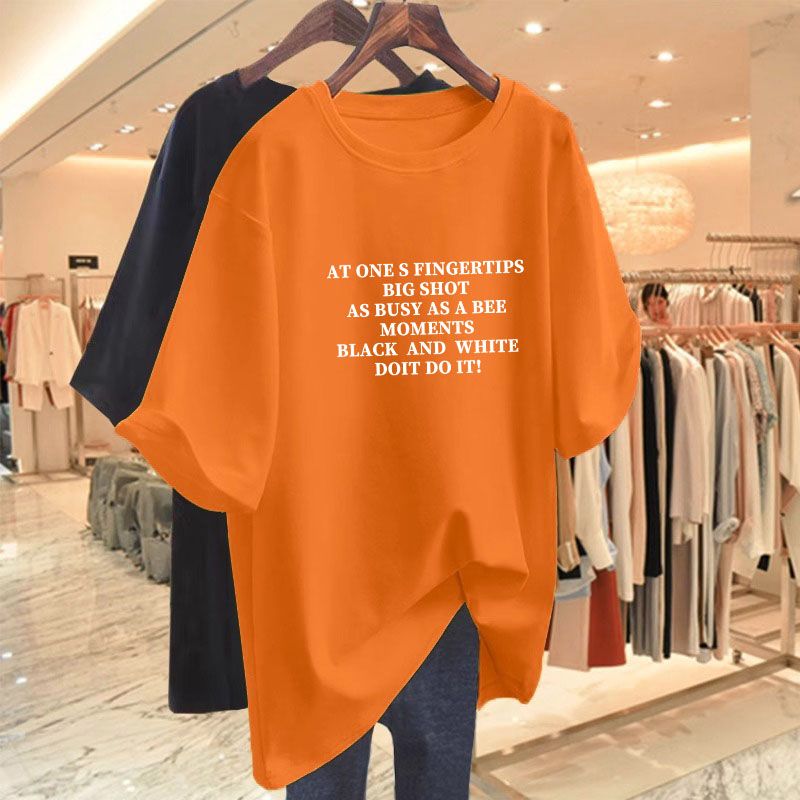 AT ONE S FINGERTIPS
BIG SHOT
AS BUSY AS A BEE
MOMENTS
BLACK AND WHITE
DOIT DO IT!